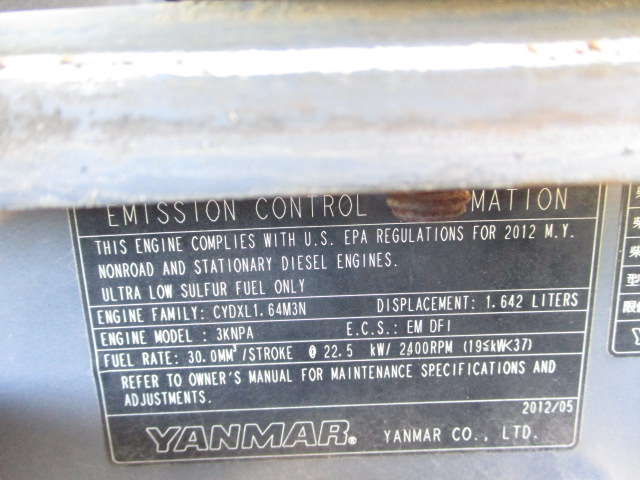 EMISSION CONTROL MATION
THIS ENGINE COMPLIES WITH U.S. EPA REGULATIONS FOR 2012 M.Y.
NONROAD AND STATIONARY DIESEL ENGINES.
ULTRA LOW SULFUR FUEL ONLY
ENGINE FAMILY: CYDXL1.64M3N DISPLACEMENT: 1.642 LITERS
ENGINE MODEL : 3KNPA E.C.S.: EM DFI
FUEL RATE: 30.0MM³/STROKE @ 22.5 kW/ 2400RPM (19≤kW<37)
REFER TO OWNER'S MANUAL FOR MAINTENANCE SPECIFICATIONS AND
ADJUSTMENTS.
2012/05
YANMAR® YANMAR CO., LTD.